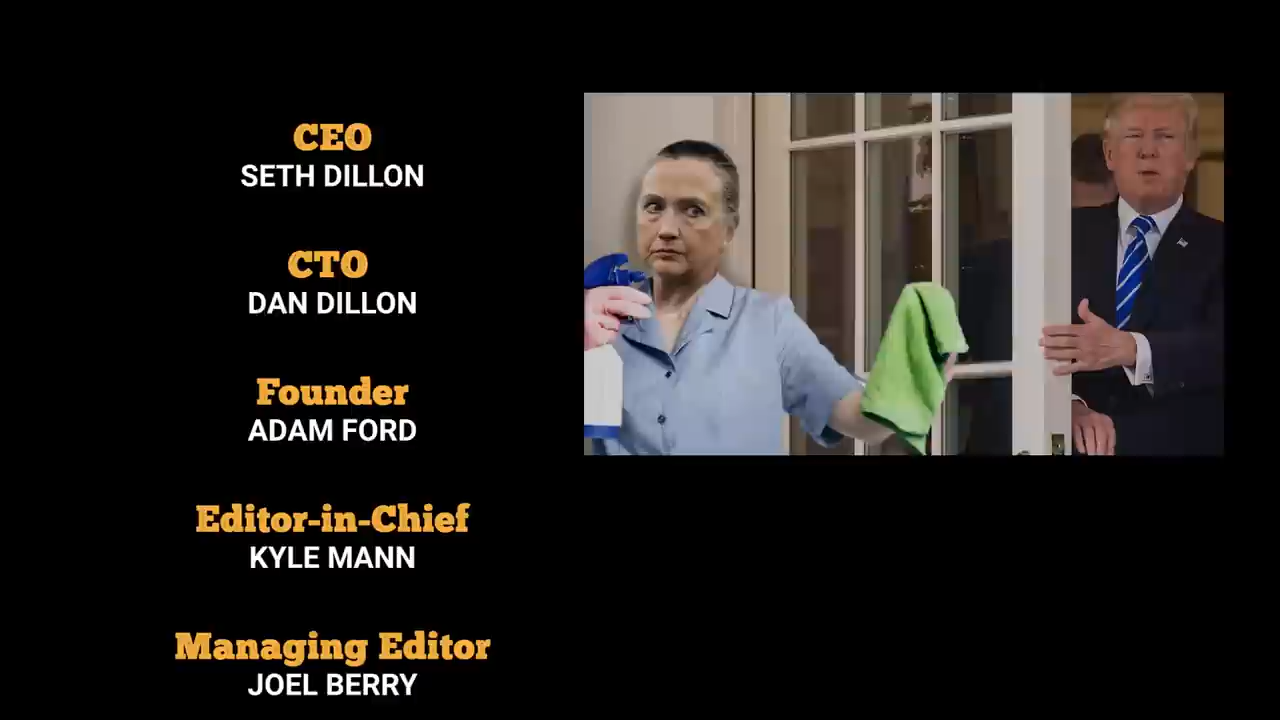 CEO
SETH DILLON
CTO
DAN DILLON
Founder
ADAM FORD
Editor-in-Chief
KYLE MANN
Managing Editor
JOEL BERRY